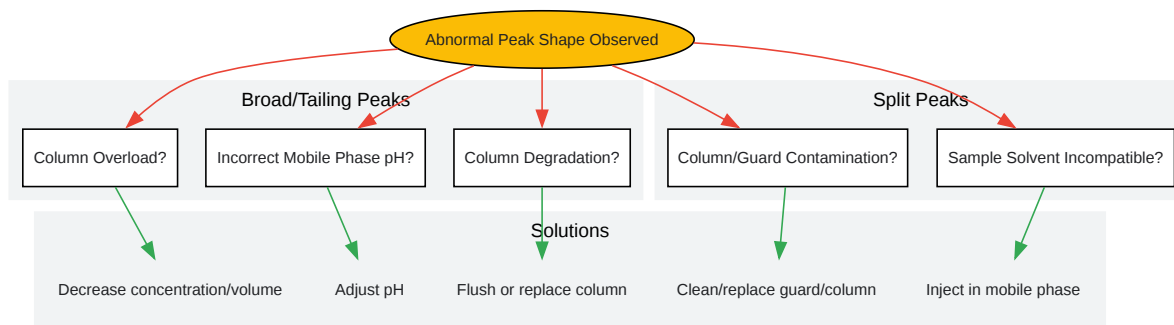 Abnormal Peak Shape Observed
Broad/Tailing Peaks
Split Peaks
Column Overload?
Incorrect Mobile Phase pH?
Column Degradation?
Column/Guard Contamination?
Sample Solvent Incompatible?
Solutions
Decrease concentration/volume
Adjust pH
Flush or replace column
Clean/replace guard/column
Inject in mobile phase